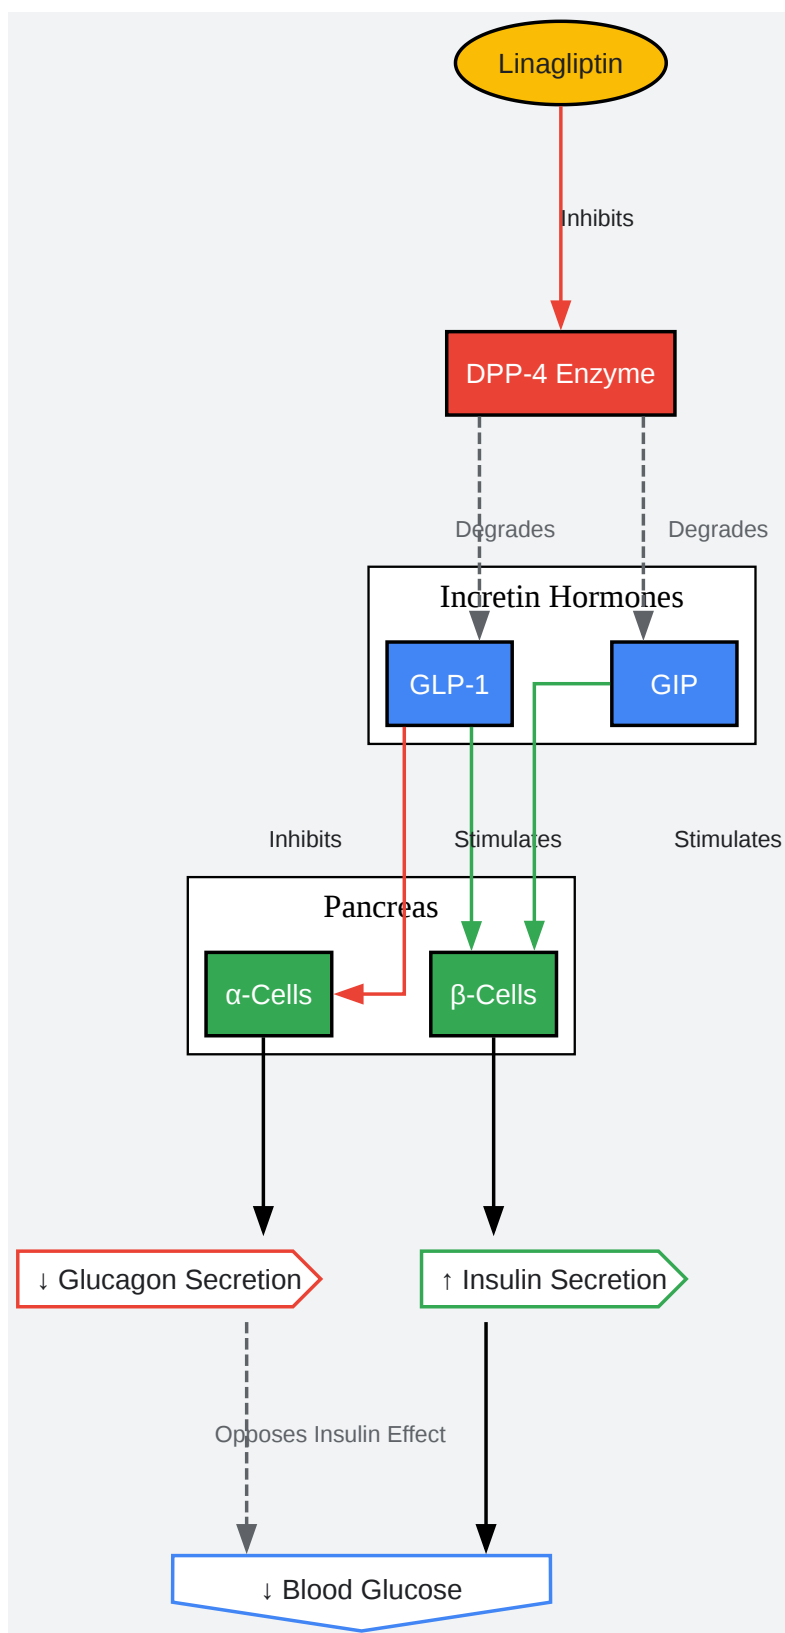 Linagliptin
Inhibits
DPP-4 Enzyme
Degrades
Degrades
Incretin Hormones
GLP-1
GIP
Inhibits
Stimulates
Stimulates
Pancreas
α-Cells
β-Cells
↓ Glucagon Secretion
↑ Insulin Secretion
Opposes Insulin Effect
↓ Blood Glucose